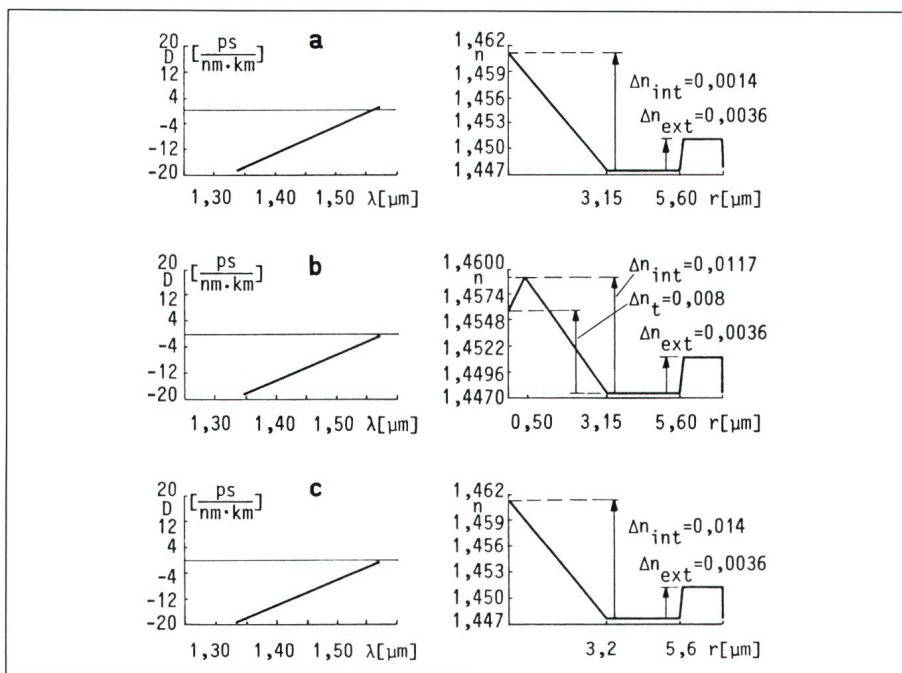 a
20
D [ps/nm·km]
12
4
-4
-12
-20
1,30 1,40 1,50 λ[μm]
1,462
n
1,459
1,456
1,453
1,450
1,447
Δn_int=0,0014
Δn_ext=0,0036
3,15 5,60 r[μm]
b
20
D [ps/nm·km]
12
4
-4
-12
-20
1,30 1,40 1,50 λ[μm]
1,4600
n
1,4574
1,4548
1,4522
1,4496
1,4470
Δn_int=0,0117
Δn_t=0,008
Δn_ext=0,0036
0,50 3,15 5,60 r[μm]
c
20
D [ps/nm·km]
12
4
-4
-12
-20
1,30 1,40 1,50 λ[μm]
1,462
n
1,459
1,456
1,453
1,450
1,447
Δn_int=0,014
Δn_ext=0,0036
3,2 5,6 r[μm]